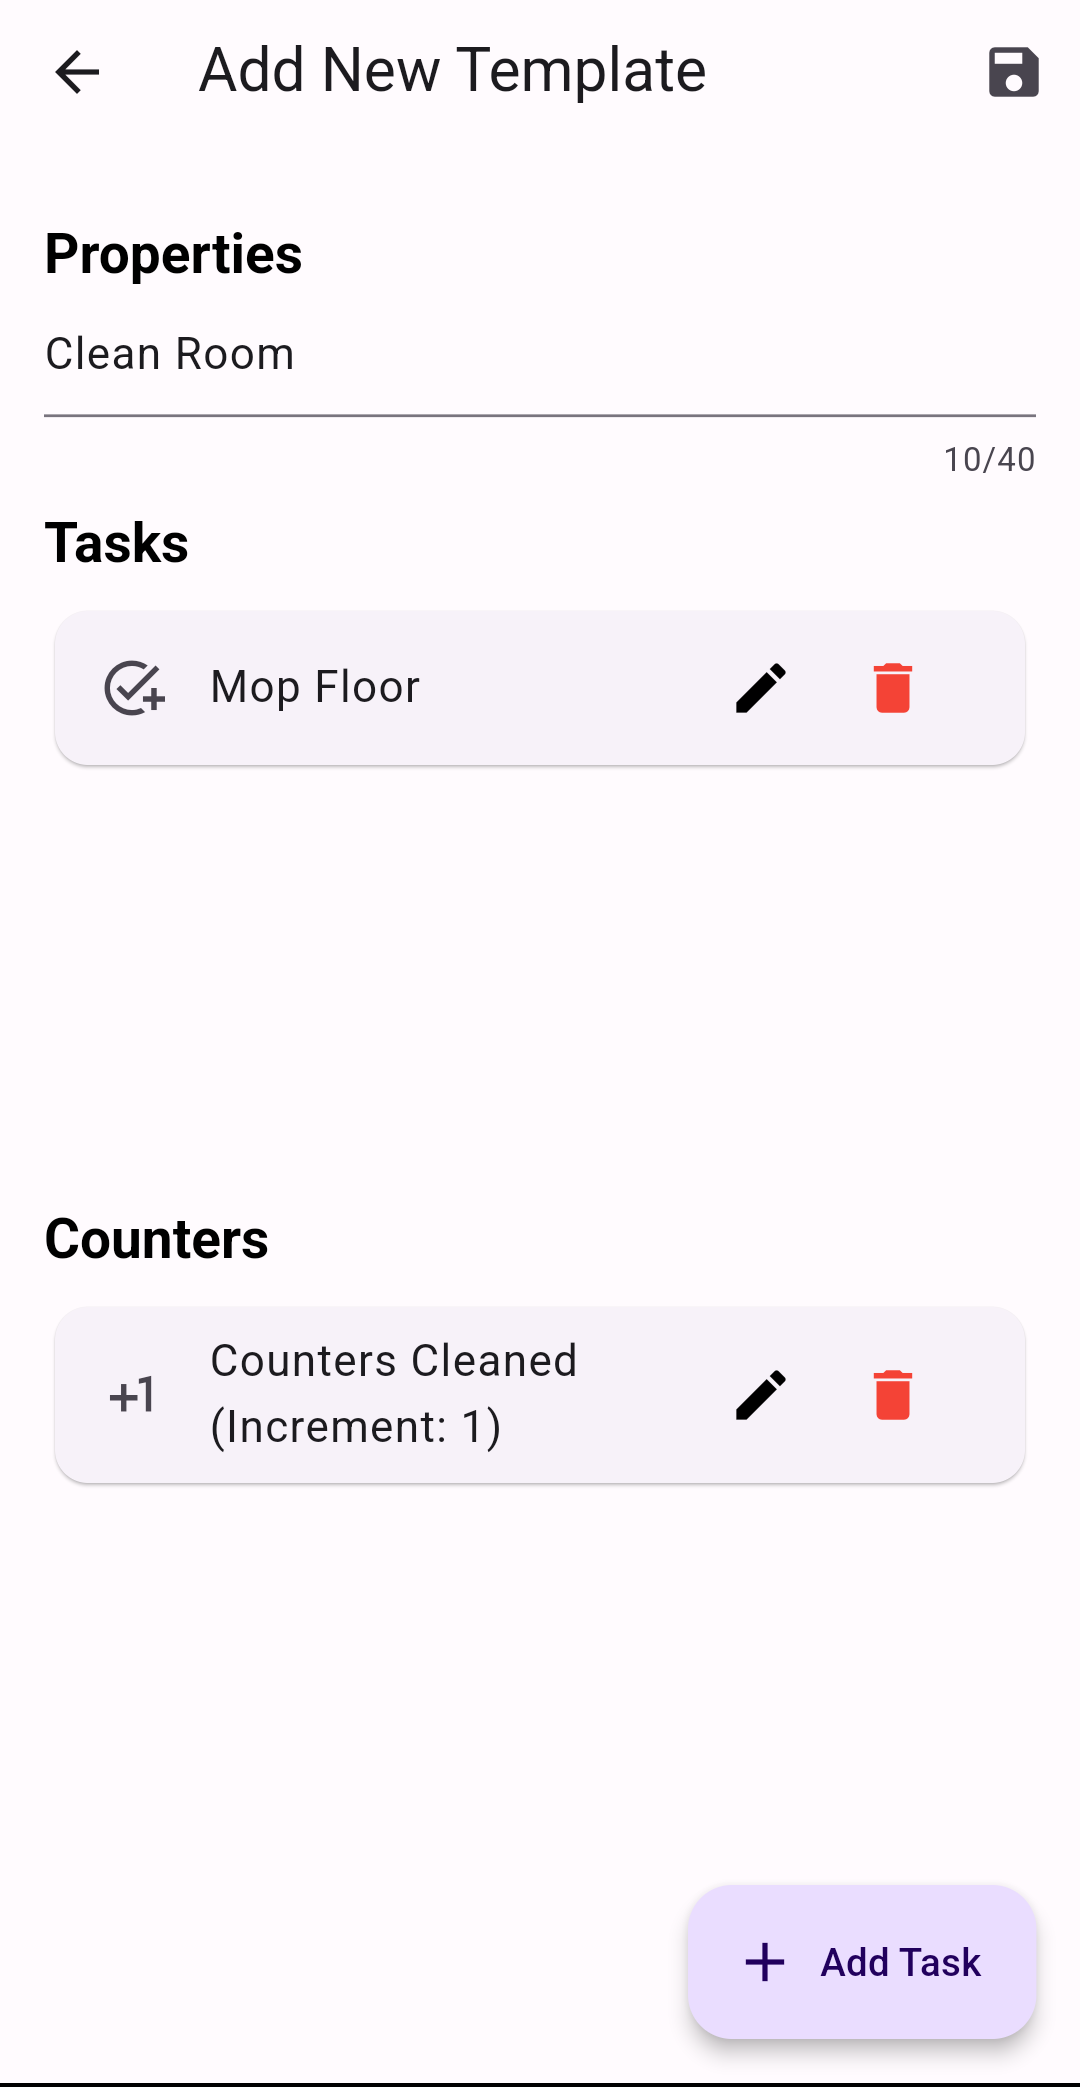 Add New Template
Properties
Clean Room
10/40
Tasks
Mop Floor
Counters
+1
Counters Cleaned
(Increment: 1)
+ Add Task